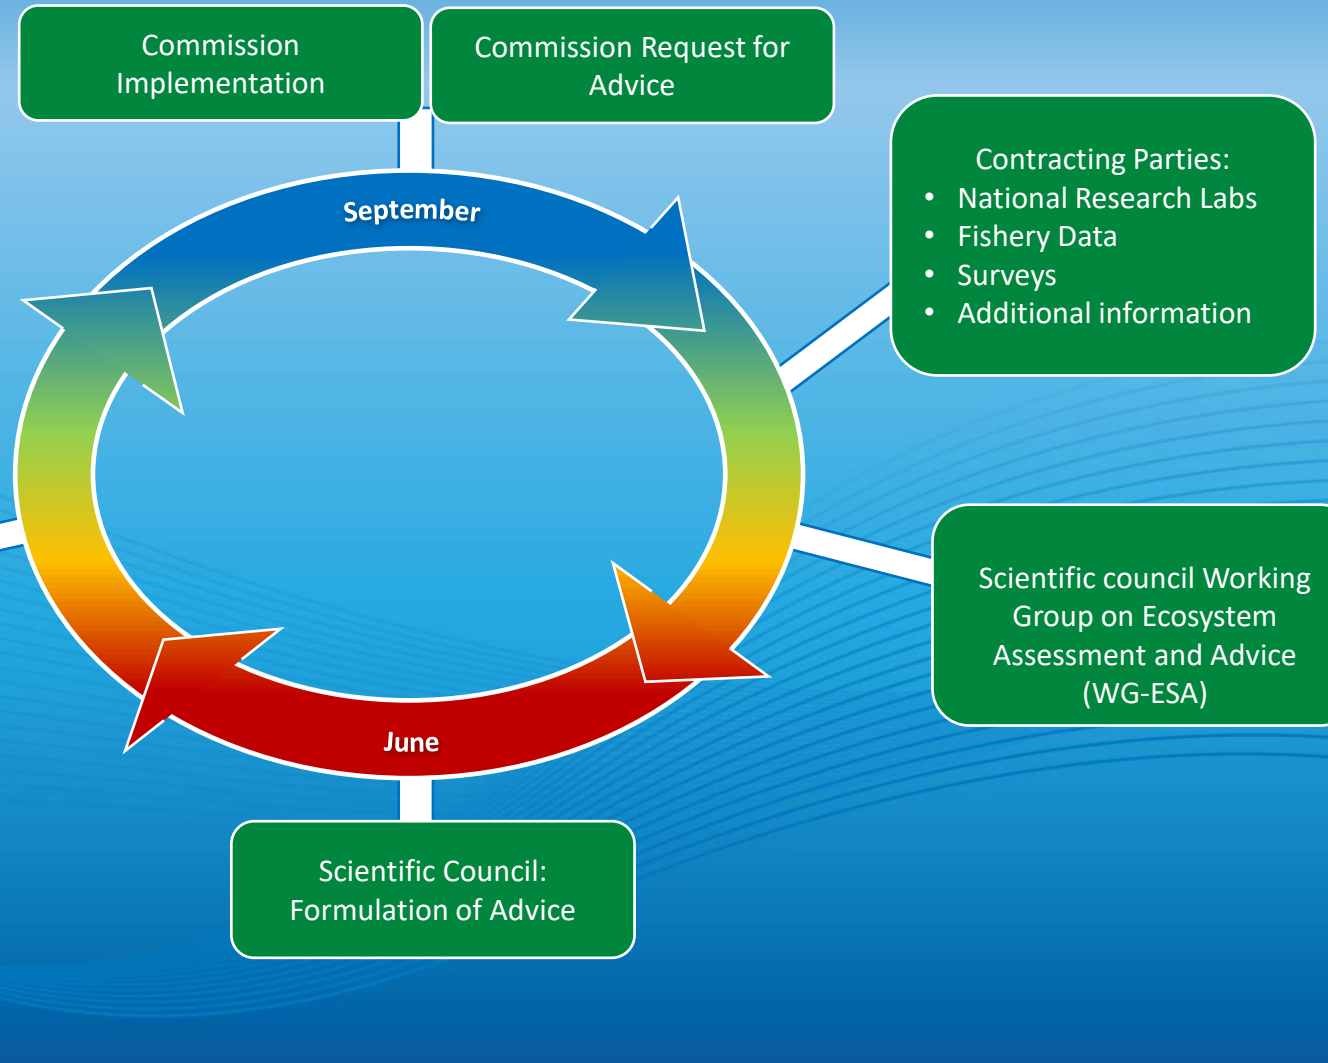 Commission
Implementation
Commission Request for
Advice
Contracting Parties:
• National Research Labs
• Fishery Data
• Surveys
• Additional information
September
Scientific council Working
Group on Ecosystem
Assessment and Advice
(WG-ESA)
June
Scientific Council:
Formulation of Advice